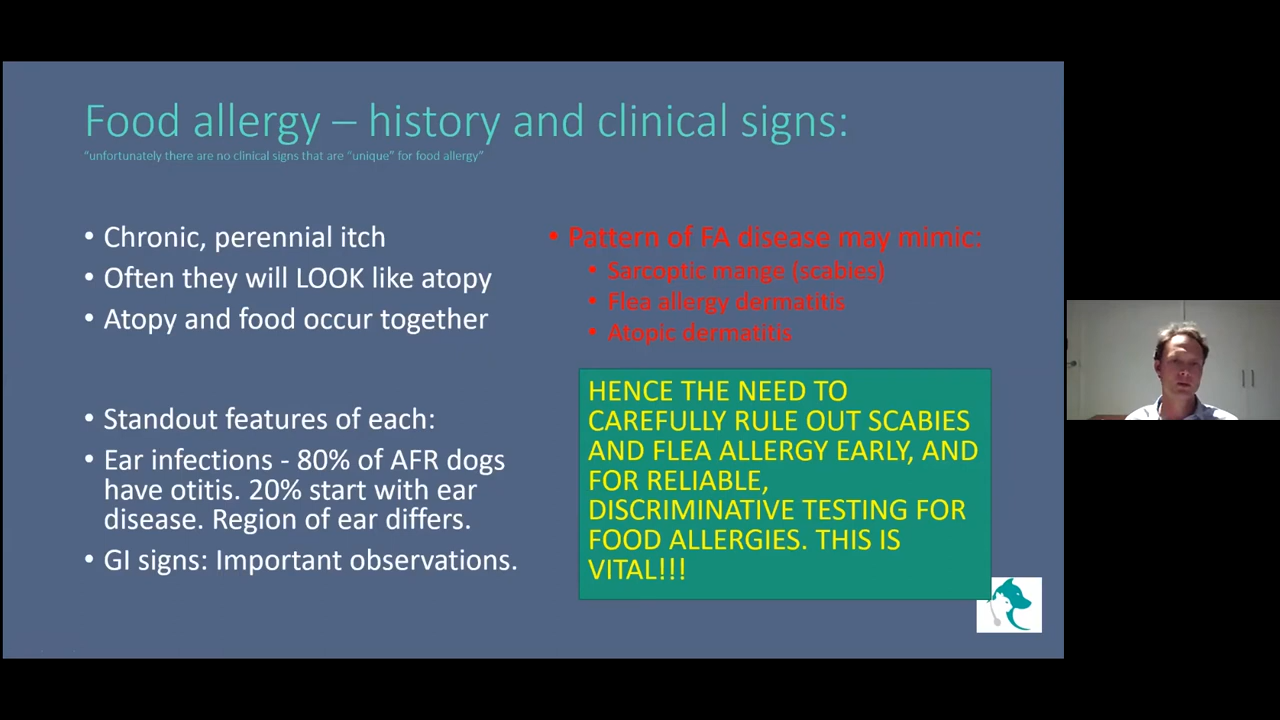 Food allergy – history and clinical signs:
"unfortunately there are no clinical signs that are "unique" for food allergy"
• Chronic, perennial itch
• Often they will LOOK like atopy
• Atopy and food occur together
• Standout features of each:
• Ear infections - 80% of AFR dogs
have otitis. 20% start with ear
disease. Region of ear differs.
• GI signs: Important observations.
• Pattern of FA disease may mimic:
• Sarcoptic mange (scabies)
• Flea allergy dermatitis
• Atopic dermatitis
HENCE THE NEED TO
CAREFULLY RULE OUT SCABIES
AND FLEA ALLERGY EARLY, AND
FOR RELIABLE,
DISCRIMINATIVE TESTING FOR
FOOD ALLERGIES. THIS IS
VITAL!!!